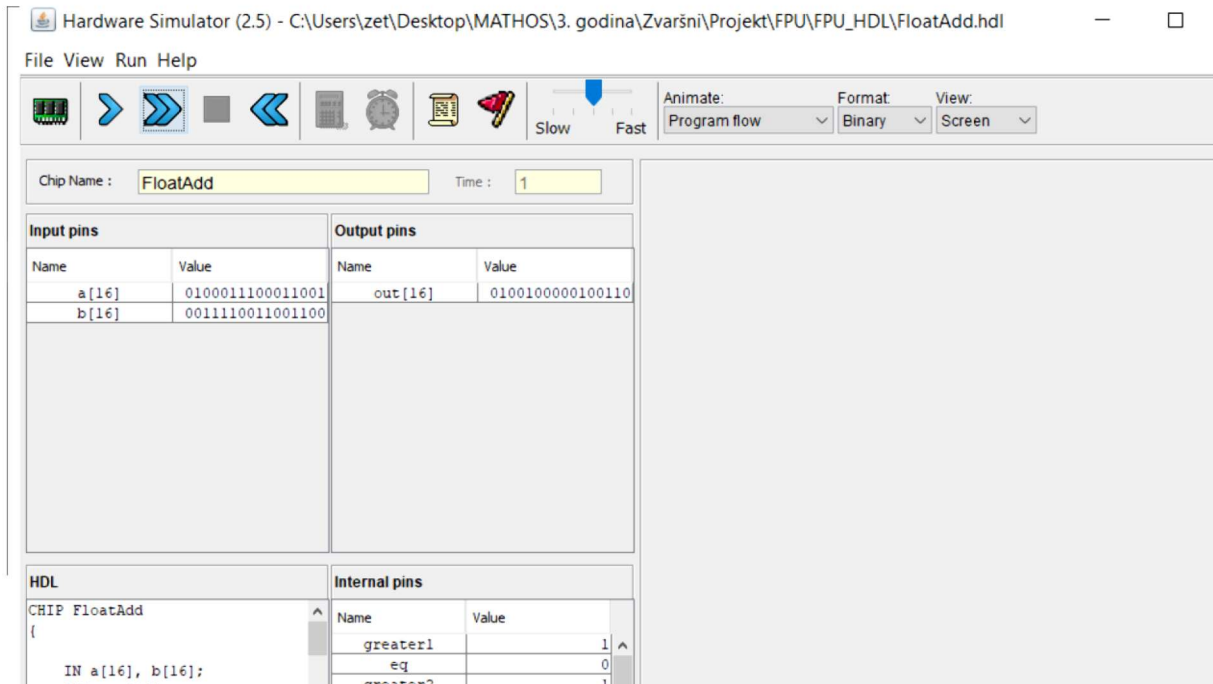 Hardware Simulator (2.5) - C:\Users\zet\Desktop\MATHOS\3. godina\Zvaršni\Projekt\FPU\FPU_HDL\FloatAdd.hdl
File View Run Help
Slow Fast
Animate: Format: View:
Program flow Binary Screen
Chip Name : FloatAdd Time : 1
Input pins Output pins
Name Value Name Value
a[16] 0100011100011001 out[16] 0100100000100110
b[16] 0011110011001100
HDL Internal pins
CHIP FloatAdd
{
IN a[16], b[16];
Name Value
greater1 1
eq 0
greater2 1